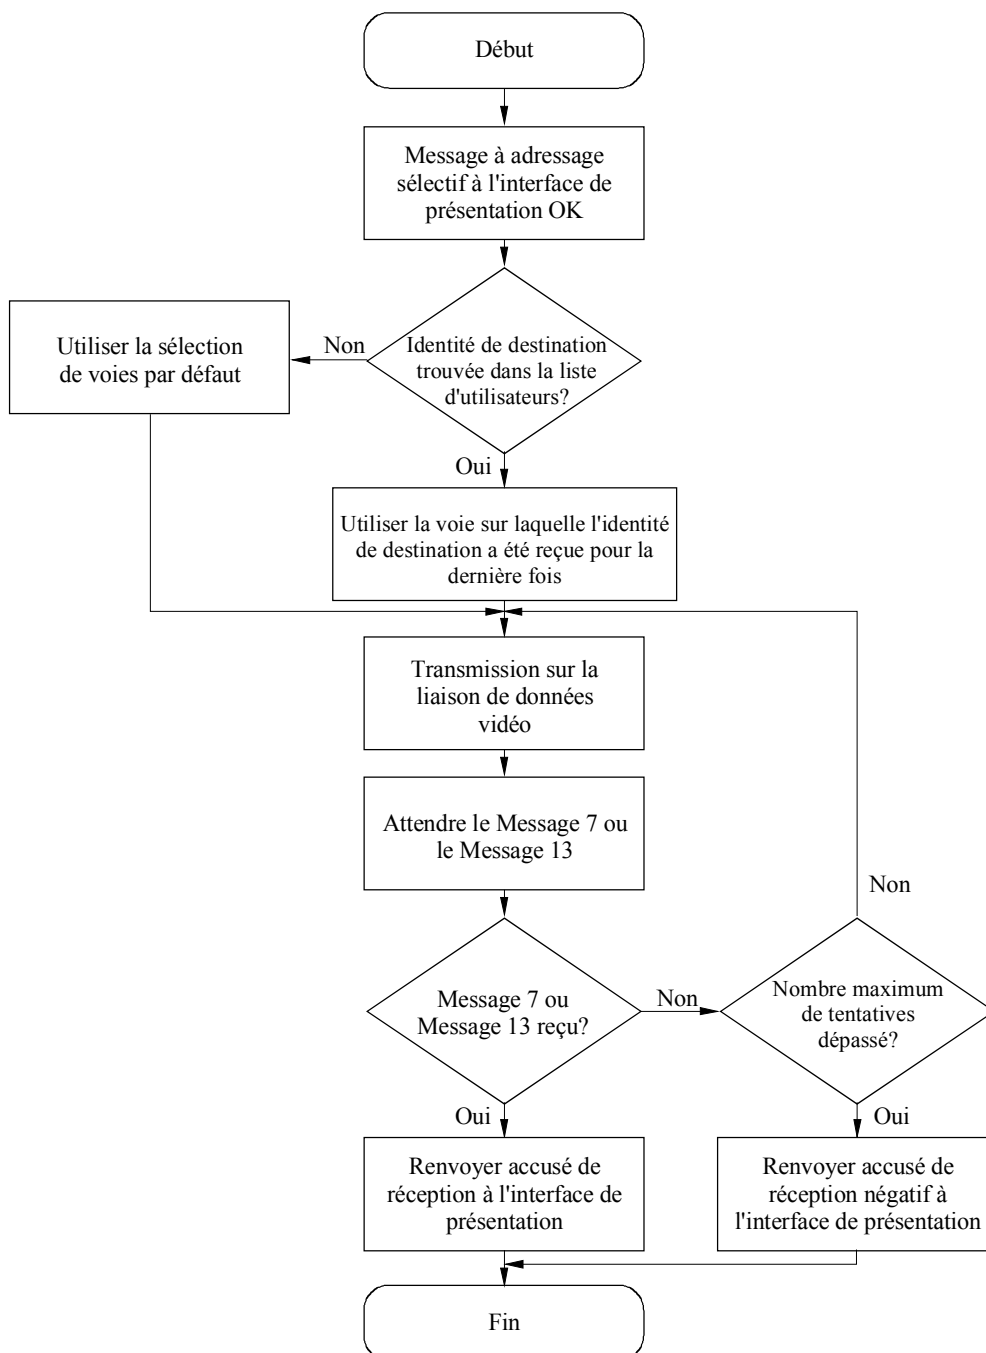 Début
Message à adressage
sélectif à l'interface de
présentation OK
Utiliser la sélection
de voies par défaut
Non
Identité de destination
trouvée dans la liste
d'utilisateurs?
Oui
Utiliser la voie sur laquelle l'identité
de destination a été reçue pour la
dernière fois
Transmission sur la
liaison de données
vidéo
Attendre le Message 7 ou
le Message 13
Non
Message 7 ou
Message 13 reçu?
Non
Nombre maximum
de tentatives
dépassé?
Oui
Oui
Renvoyer accusé de
réception à l'interface de
présentation
Renvoyer accusé de
réception négatif à
l'interface de présentation
Fin